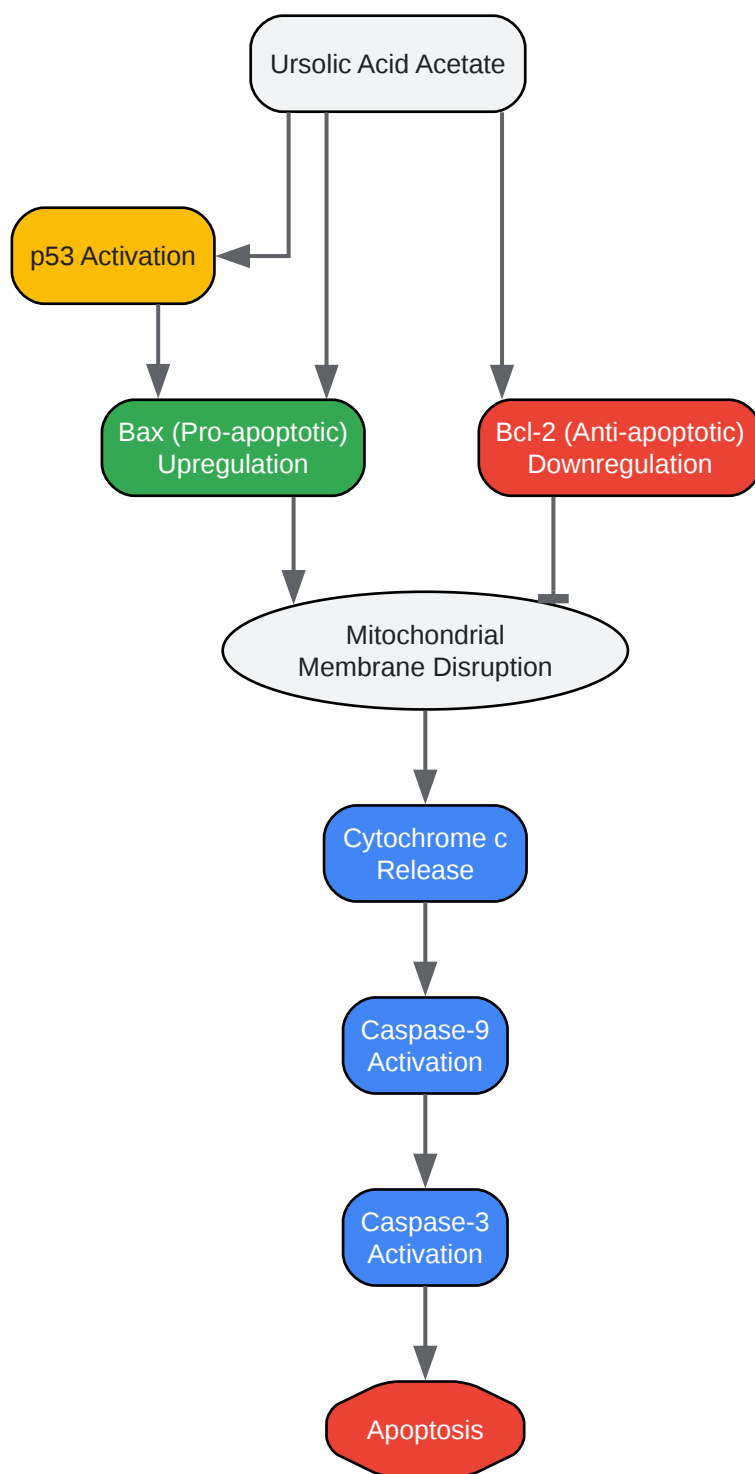 Ursolic Acid Acetate
p53 Activation
Bax (Pro-apoptotic)
Upregulation
Bcl-2 (Anti-apoptotic)
Downregulation
Mitochondrial
Membrane Disruption
Cytochrome c
Release
Caspase-9
Activation
Caspase-3
Activation
Apoptosis